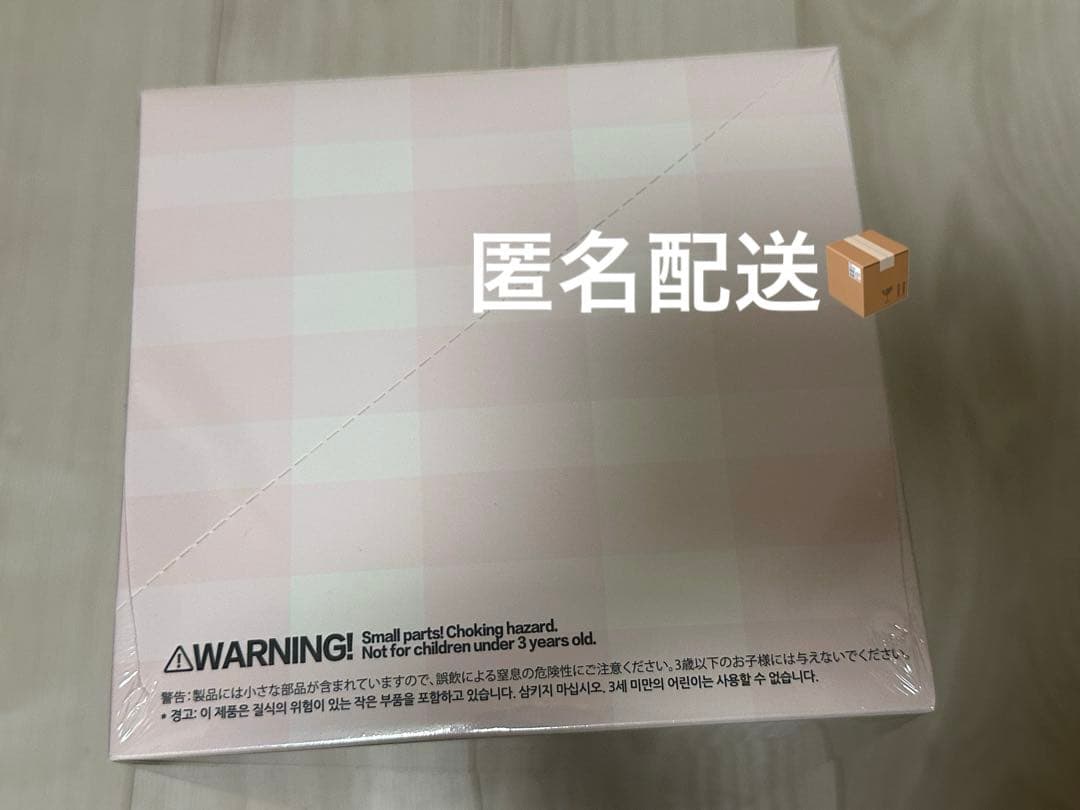 匿名配送📦
⚠WARNING! Small parts! Choking hazard.
Not for children under 3 years old.
警告:製品には小さな部品が含まれていますので、誤飲による窒息の危険性にご注意ください。3歳以下のお子様には与えないでください。
* 경고: 이 제품은 질식의 위험이 있는 작은 부품을 포함하고 있습니다. 삼키지 마십시오. 3세 미만의 어린이는 사용할 수 없습니다.